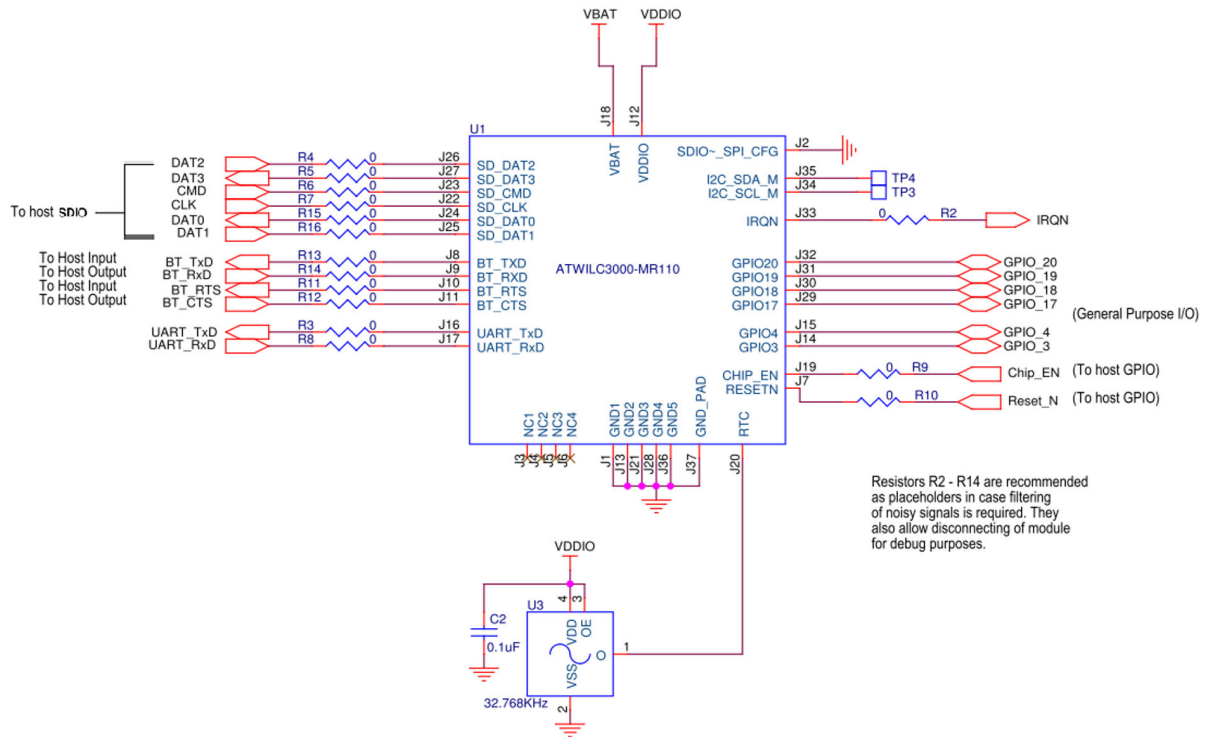 VBAT VDDIO
J18 J12
U1
VBAT VDDIO
SDIO~_SPI_CFG J2
DAT2 R4 0 J26 SD_DAT2
DAT3 R5 0 J27 SD_DAT3
CMD R6 0 J23 SD_CMD
CLK R7 0 J22 SD_CLK
DAT0 R15 0 J24 SD_DAT0
DAT1 R16 0 J25 SD_DAT1
To host SDIO
I2C_SDA_M J35 TP4
I2C_SCL_M J34 TP3
IRQN J33 0 R2 IRQN
To Host Input
To Host Output
To Host Input
To Host Output
BT_TxD R13 0 J8 BT_TXD
BT_RxD R14 0 J9 BT_RXD
BT_RTS R11 0 J10 BT_RTS
BT_CTS R12 0 J11 BT_CTS
ATWILC3000-MR110
GPIO20 J32 GPIO_20
GPIO19 J31 GPIO_19
GPIO18 J30 GPIO_18
GPIO17 J29 GPIO_17
(General Purpose I/O)
UART_TxD R3 0 J16 UART_TxD
UART_RxD R8 0 J17 UART_RxD
GPIO4 J15 GPIO_4
GPIO3 J14 GPIO_3
CHIP_EN J19 0 R9 Chip_EN (To host GPIO)
RESETN J7 0 R10 Reset_N (To host GPIO)
NC1 NC2 NC3 NC4 GND1 GND2 GND3 GND4 GND5 GND_PAD RTC
J3 J4 J5 J6 J1 J13 J21 J28 J36 J37 J20
Resistors R2 - R14 are recommended
as placeholders in case filtering
of noisy signals is required. They
also allow disconnecting of module
for debug purposes.
VDDIO
U3 4 3
C2
0.1uF
VDD OE
O 1
VSS
32.768KHz
2